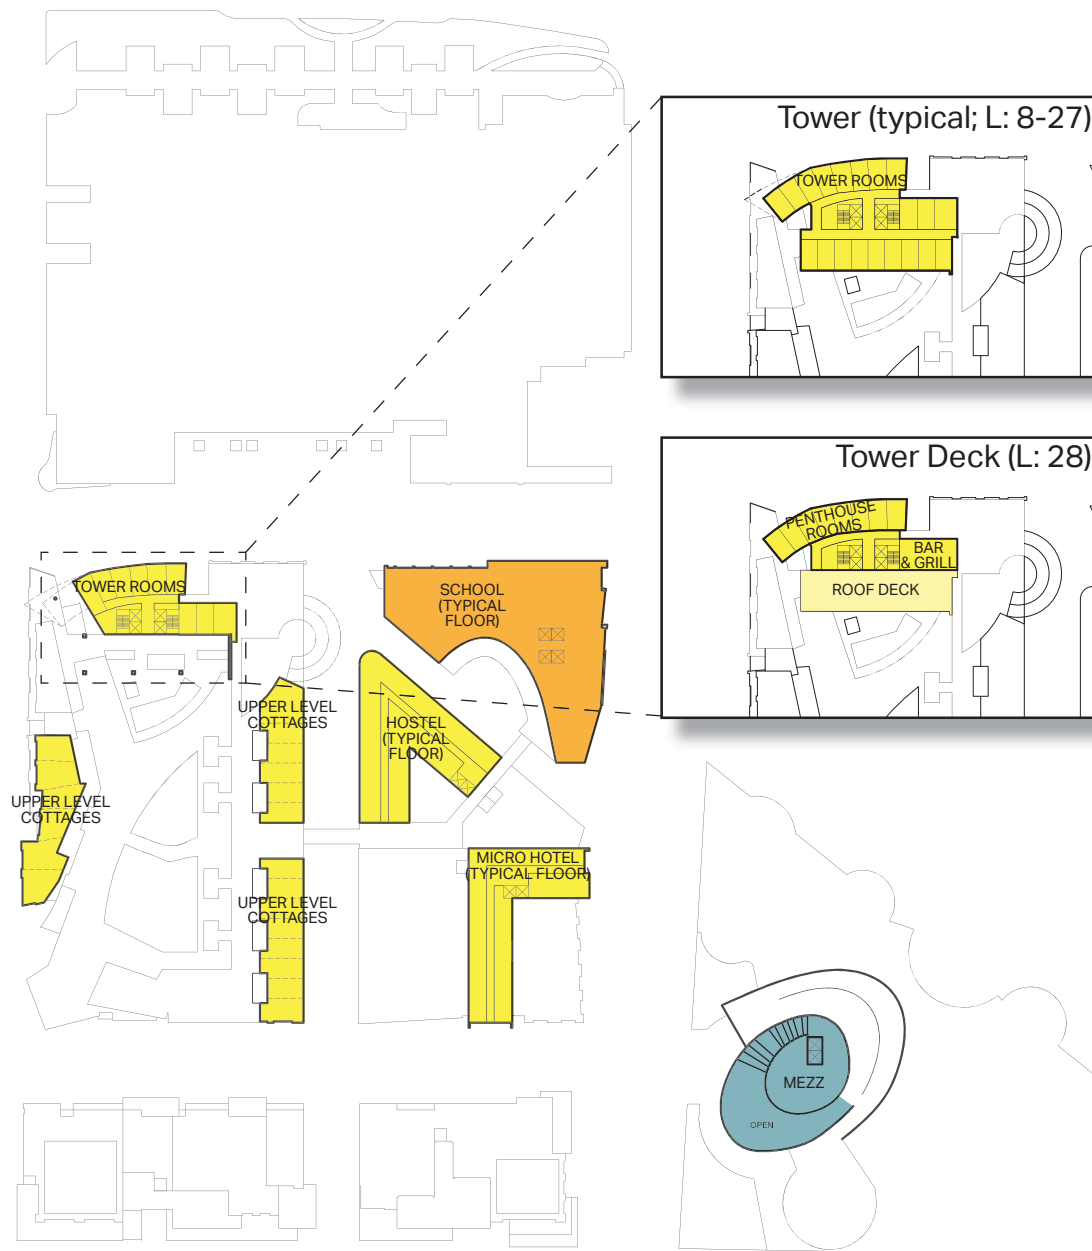 Tower (typical; L: 8-27)
TOWER ROOMS
Tower Deck (L: 28)
PENTHOUSE
ROOMS
BAR
& GRILL
ROOF DECK
TOWER ROOMS
SCHOOL
(TYPICAL
FLOOR)
UPPER LEVEL
COTTAGES
HOSTEL
(TYPICAL
FLOOR)
UPPER LEVEL
COTTAGES
MICRO HOTEL
(TYPICAL FLOOR)
UPPER LEVEL
COTTAGES
MEZZ
OPEN